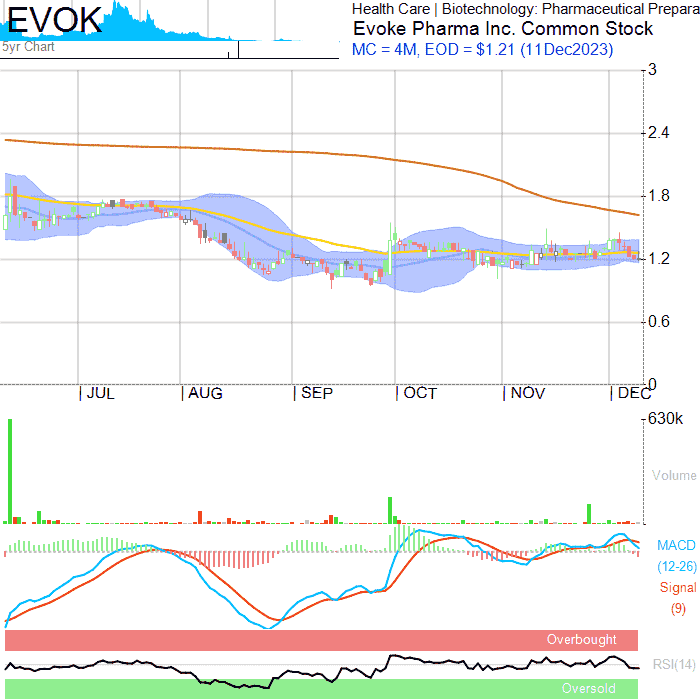 EVOK
5yr Chart
Health Care | Biotechnology: Pharmaceutical Prepara
Evoke Pharma Inc. Common Stock
MC = 4M, EOD = $1.21 (11Dec2023)
3
2.4
1.8
1.2
0.6
0
JUL AUG SEP OCT NOV DEC
630k
Volume
MACD
(12-26)
Signal
(9)
Overbought
RSI(14)
Oversold